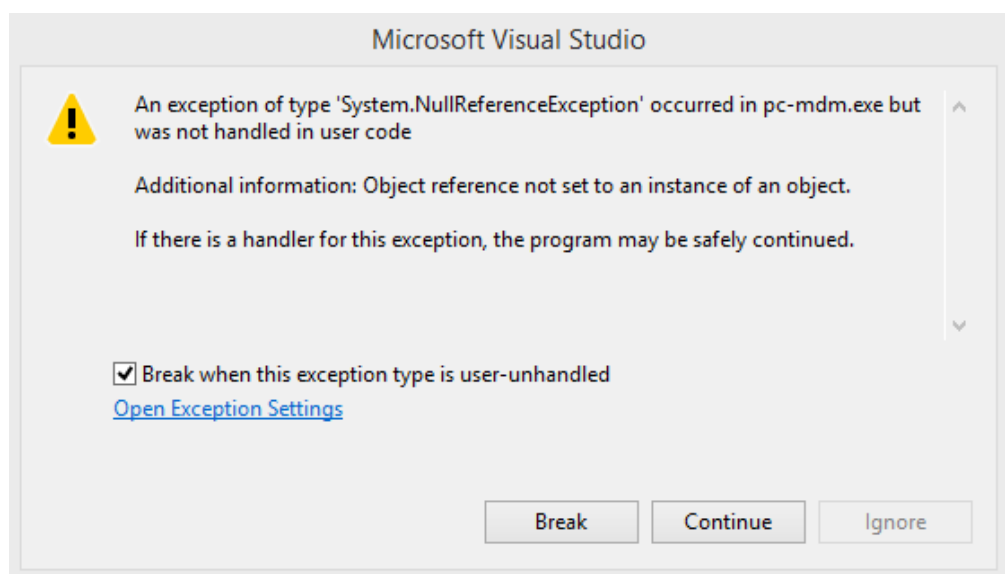 Microsoft Visual Studio
An exception of type 'System.NullReferenceException' occurred in pc-mdm.exe but
was not handled in user code
Additional information: Object reference not set to an instance of an object.
If there is a handler for this exception, the program may be safely continued.
Break when this exception type is user-unhandled
Open Exception Settings
Break Continue Ignore